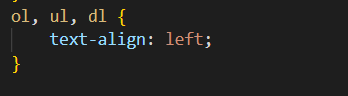 }
ol, ul, dl {
    text-align: left;
}